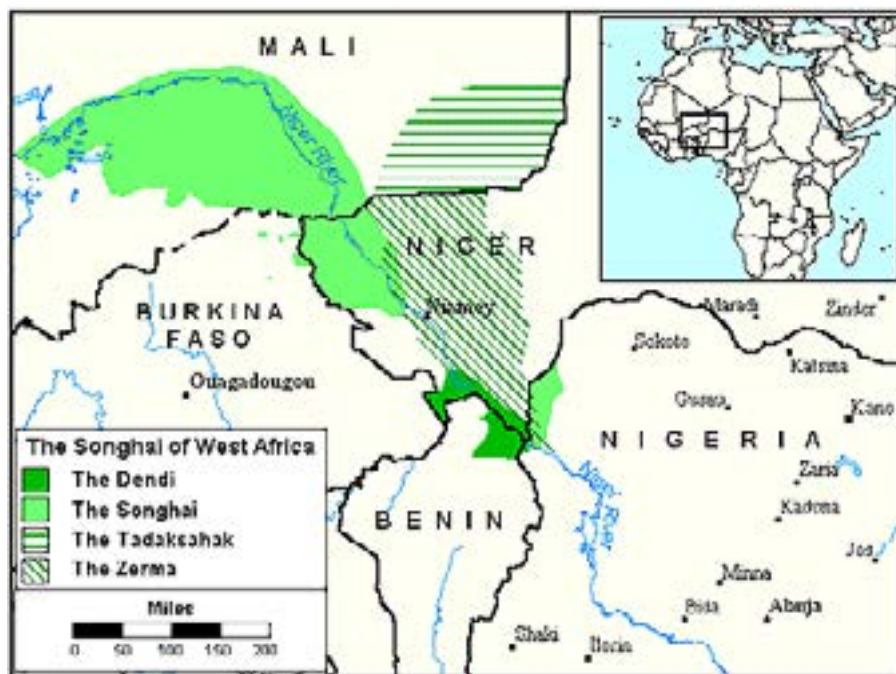 MALI
Niger River
NIGER
Niamey
BURKINA
FASO
Ouagadougou
Maradi
Zinder
Sokoto
Katsina
Gusau
Kano
NIGERIA
Zaria
Kaduna
Jos
BENIN
Niger River
Minna
Bida
Abuja
Shaki
Ilorin
The Songhai of West Africa
The Dendi
The Songhai
The Tadaksahak
The Zerma
Miles
0 50 100 150 200